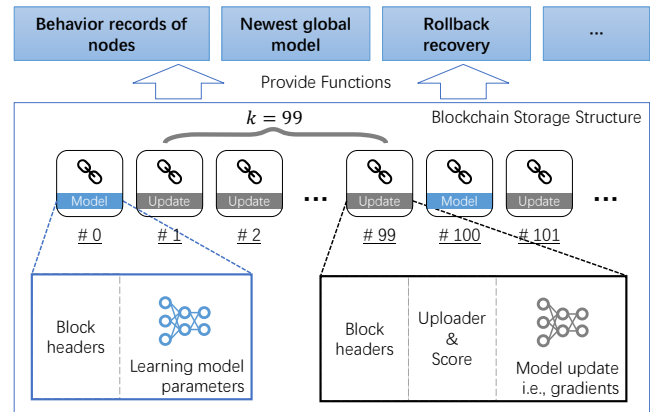 Behavior records of
nodes
Newest global
model
Rollback
recovery
...
Provide Functions
Blockchain Storage Structure
k = 99
Model
Update
Update
...
Update
Model
Update
...
# 0
# 1
# 2
# 99
# 100
# 101
Block
headers
Learning model
parameters
Block
headers
Uploader
&
Score
Model update
i.e., gradients